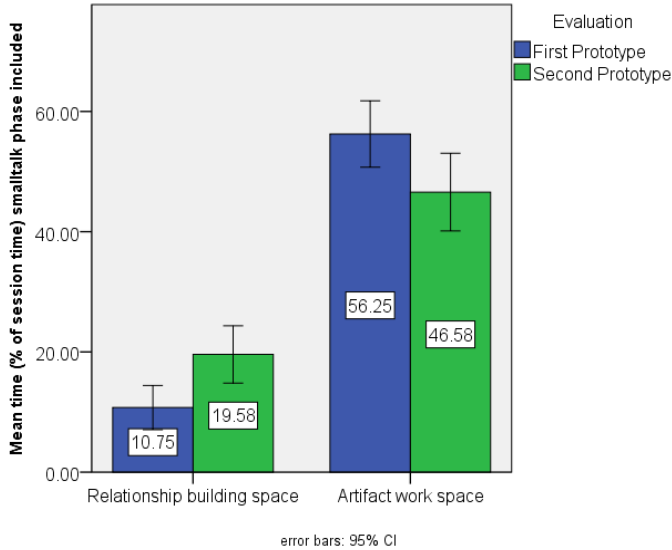 Evaluation
First Prototype
Second Prototype
Mean time (% of session time) smalltalk phase included
60.00
40.00
20.00
0.00
10.75
19.58
56.25
46.58
Relationship building space
Artifact work space
error bars: 95% CI